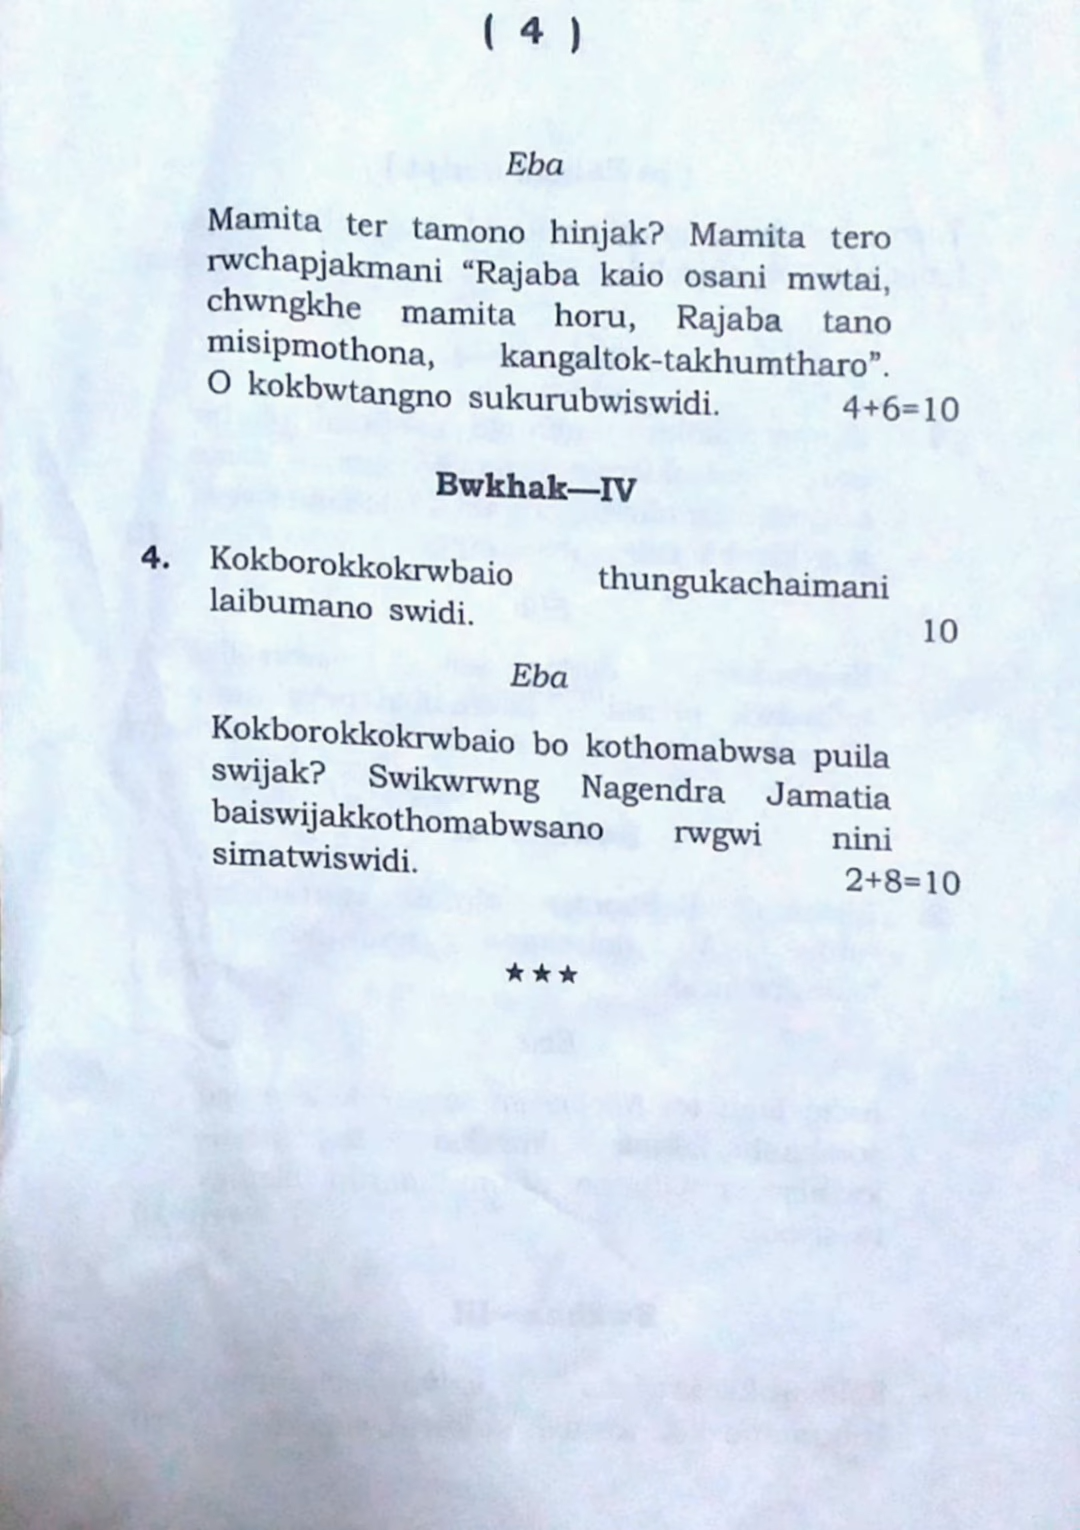 ( 4 )
Eba
Mamita ter tamono hinjak? Mamita tero
rwchapjakmani “Rajaba kaio osani mwtai,
chwngkhe mamita horu, Rajaba tano
misipmothona, kangaltok-takhumtharo”.
O kokbwtangno sukurubwiswidi. 4+6=10
Bwkhak—IV
4. Kokborokkokrwbaio thungukachaimani
laibumano swidi. 10
Eba
Kokborokkokrwbaio bo kothomabwsa puila
swijak? Swikwrwng Nagendra Jamatia
baiswijakkothomabwsano rwgwi nini
simatwiswidi. 2+8=10
★★★